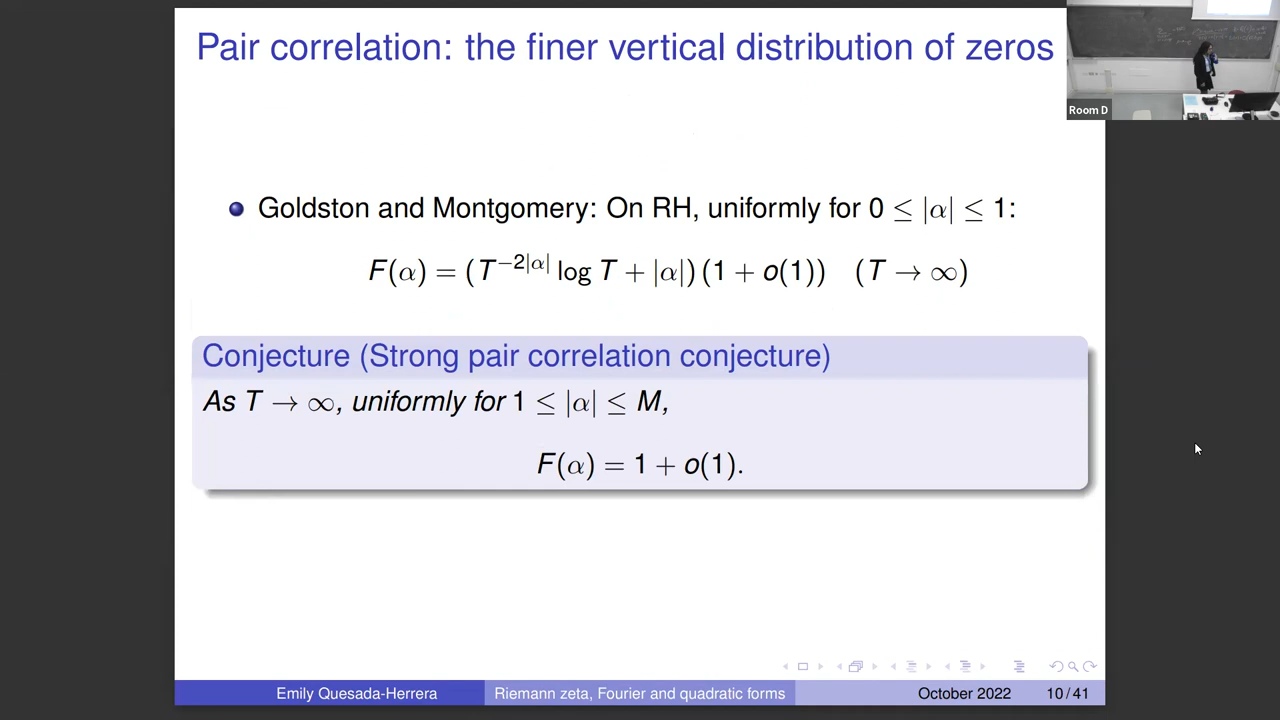 Pair correlation: the finer vertical distribution of zeros
Room D
Goldston and Montgomery: On RH, uniformly for 0 ≤ |α| ≤ 1:
F(α) = (T^{−2|α|} log T + |α|)(1 + o(1)) (T → ∞)
Conjecture (Strong pair correlation conjecture)
As T → ∞, uniformly for 1 ≤ |α| ≤ M,
F(α) = 1 + o(1).
Emily Quesada-Herrera Riemann zeta, Fourier and quadratic forms October 2022 10/41